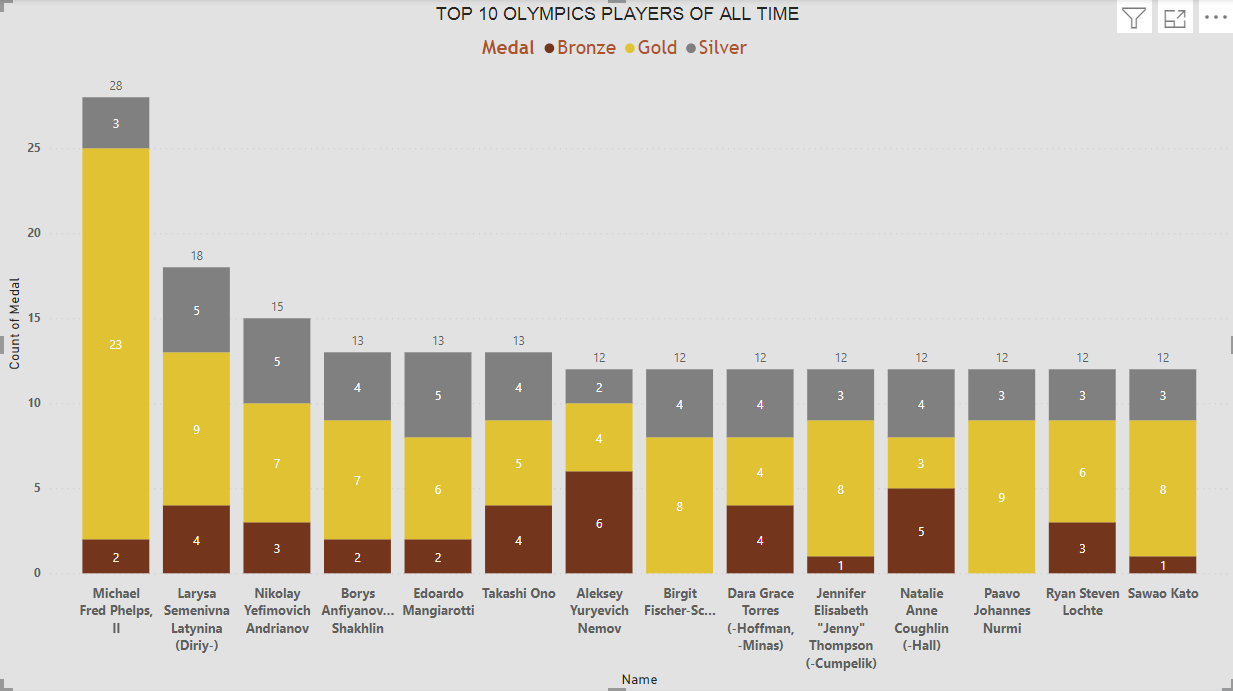 TOP 10 OLYMPICS PLAYERS OF ALL TIME
Medal Bronze Gold Silver
Count of Medal
25
20
15
10
5
0
28
3
23
2
18
5
9
4
15
5
7
3
13
4
7
2
13
5
6
2
13
4
5
4
12
2
4
6
12
4
8
12
4
4
4
12
3
8
1
12
4
3
5
12
3
9
12
3
6
3
12
3
8
1
Michael
Fred Phelps,
II
Larysa
Semenivna
Latynina
(Diriy-)
Nikolay
Yefimovich
Andrianov
Borys
Anfiyanov...
Shakhlin
Edoardo
Mangiarotti
Takashi Ono
Aleksey
Yuryevich
Nemov
Birgit
Fischer-Sc...
Dara Grace
Torres
(-Hoffman,
-Minas)
Jennifer
Elisabeth
"Jenny"
Thompson
(-Cumpelik)
Natalie
Anne
Coughlin
(-Hall)
Paavo
Johannes
Nurmi
Ryan Steven
Lochte
Sawao Kato
Name